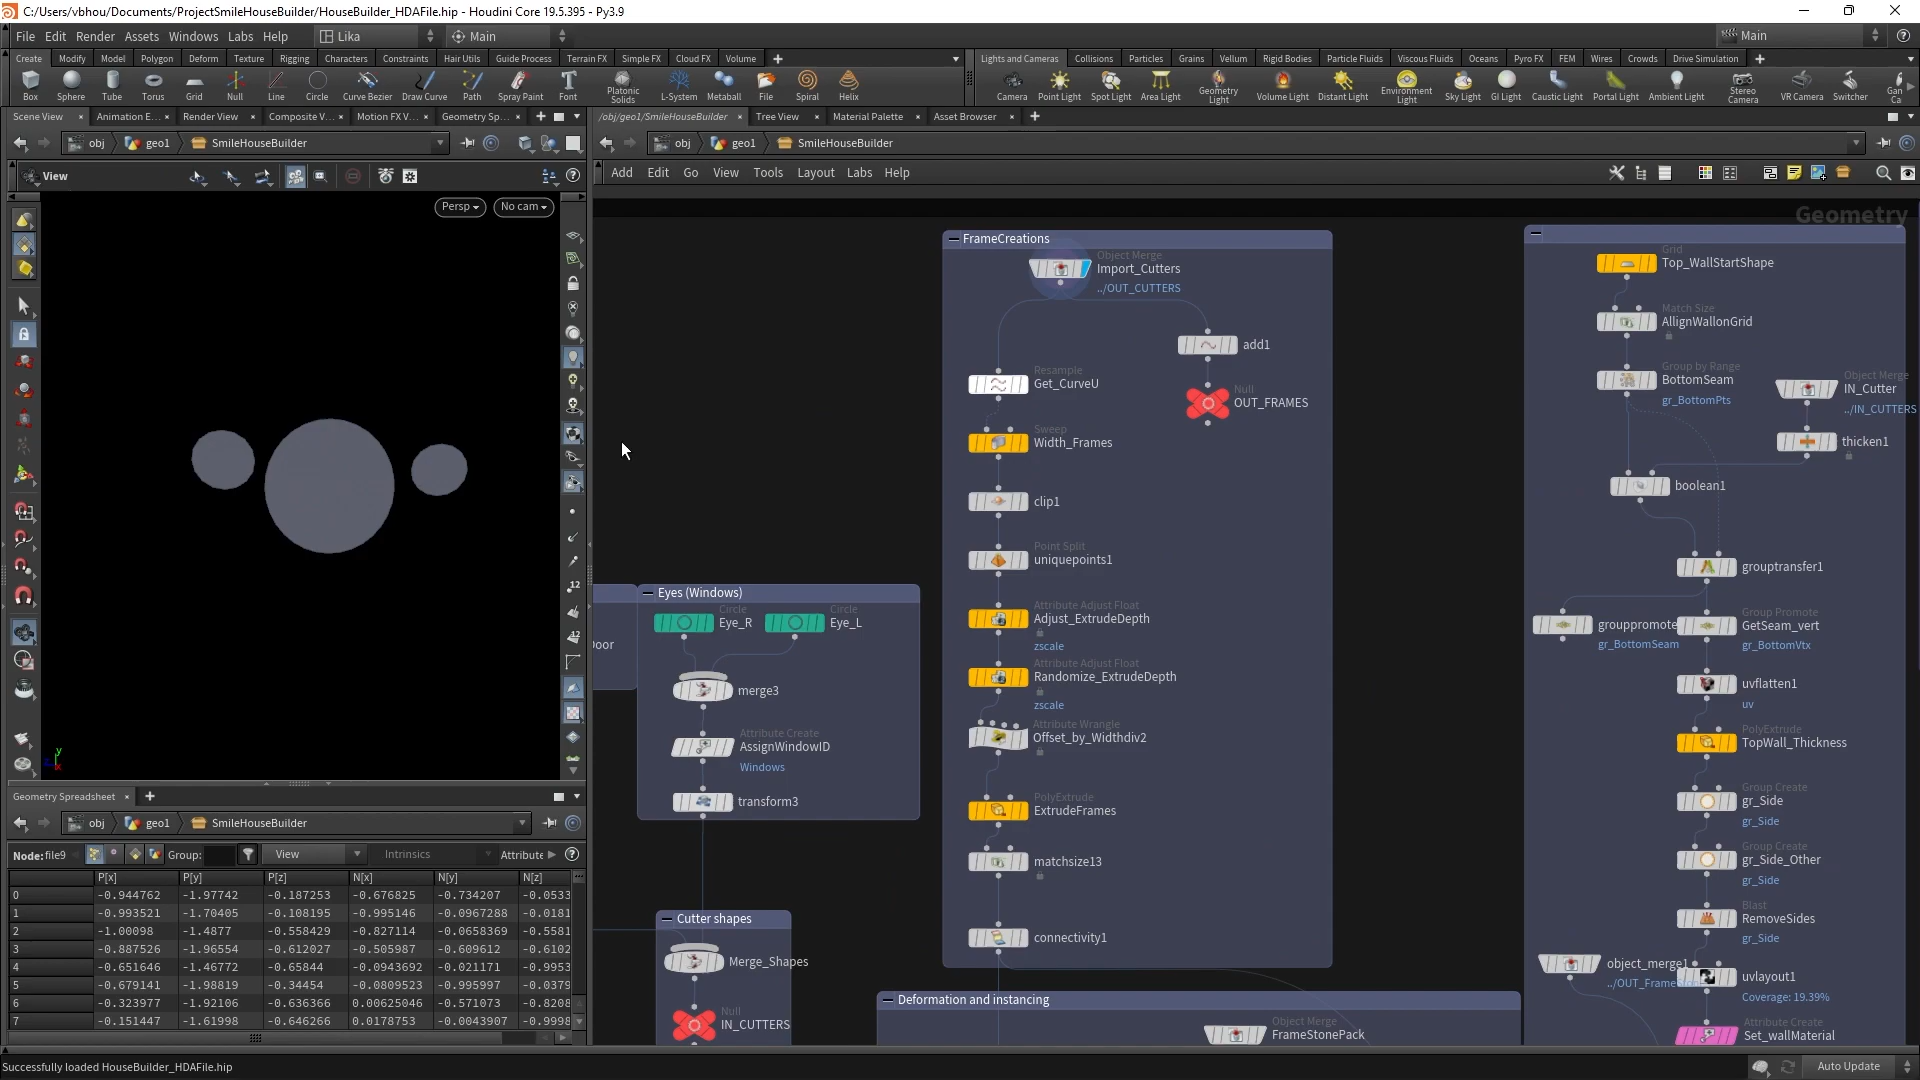 C:/Users/vbhou/Documents/ProjectSmileHouseBuilder/HouseBuilder_HDAFile.hip - Houdini Core 19.5.395 - Py3.9
File Edit Render Assets Windows Labs Help Lika Main Main
Create Modify Model Polygon Deform Texture Rigging Characters Constraints Hair Utils Guide Process Terrain FX Simple FX Cloud FX Volume
Lights and Cameras Collisions Particles Grains Vellum Rigid Bodies Particle Fluids Viscous Fluids Oceans Pyro FX FEM Wires Crowds Drive Simulation
Box Sphere Tube Torus Grid Null Line Circle Curve Bezier Draw Curve Path Spray Paint Font Platonic Solids L-System Metaball File Spiral Helix
Camera Point Light Spot Light Area Light Geometry Light Volume Light Distant Light Environment Light Sky Light GI Light Caustic Light Portal Light Ambient Light Stereo Camera VR Camera Switcher Gan Ca
Scene View Animation E... Render View Composite V... Motion FX V... Geometry Sp...
/obj/geo1/SmileHouseBuilder Tree View Material Palette Asset Browser
obj geo1 SmileHouseBuilder
obj geo1 SmileHouseBuilder
View
Add Edit Go View Tools Layout Labs Help
Persp No cam
Geometry
FrameCreations
Object Merge
Import_Cutters
../OUT_CUTTERS
add1
Resample
Get_CurveU
Null
OUT_FRAMES
Sweep
Width_Frames
clip1
Point Split
uniquepoints1
Attribute Adjust Float
Adjust_ExtrudeDepth
zscale
Attribute Adjust Float
Randomize_ExtrudeDepth
zscale
Attribute Wrangle
Offset_by_Widthdiv2
PolyExtrude
ExtrudeFrames
matchsize13
connectivity1
Eyes (Windows)
Circle
Eye_R
Circle
Eye_L
Door
merge3
Attribute Create
AssignWindowID
Windows
transform3
Cutter shapes
Merge_Shapes
Null
IN_CUTTERS
Deformation and instancing
Object Merge
FrameStonePack
Grid
Top_WallStartShape
Match Size
AllignWallonGrid
Group by Range
BottomSeam
gr_BottomPts
Object Merge
IN_Cutter
../IN_CUTTERS
thicken1
boolean1
grouptransfer1
grouppromote
gr_BottomSeam
Group Promote
GetSeam_vert
gr_BottomVtx
uvflatten1
uv
PolyExtrude
TopWall_Thickness
Group Create
gr_Side
gr_Side
Group Create
gr_Side_Other
gr_Side
Blast
RemoveSides
gr_Side
object_merge1
uvlayout1
Coverage: 19.39%
Attribute Create
Set_wallMaterial
Geometry Spreadsheet
obj geo1 SmileHouseBuilder
Node: file9 Group: View Intrinsics Attribute
P[x] P[y] P[z] N[x] N[y] N[z]
0 -0.944762 -1.97742 -0.187253 -0.676825 -0.734207 -0.0533
1 -0.993521 -1.70405 -0.108195 -0.995146 -0.0967288 -0.0181
2 -1.00098 -1.4877 -0.558429 -0.827114 -0.0658369 -0.5581
3 -0.887526 -1.96554 -0.612027 -0.505987 -0.609612 -0.6102
4 -0.651646 -1.46772 -0.65844 -0.0943692 -0.021171 -0.9953
5 -0.679141 -1.98819 -0.34454 -0.0809523 -0.995997 -0.0379
6 -0.323977 -1.92106 -0.636366 0.00625046 -0.571073 -0.8208
7 -0.151447 -1.61998 -0.646266 0.0178753 -0.0043907 -0.9998
Successfully loaded HouseBuilder_HDAFile.hip
Auto Update